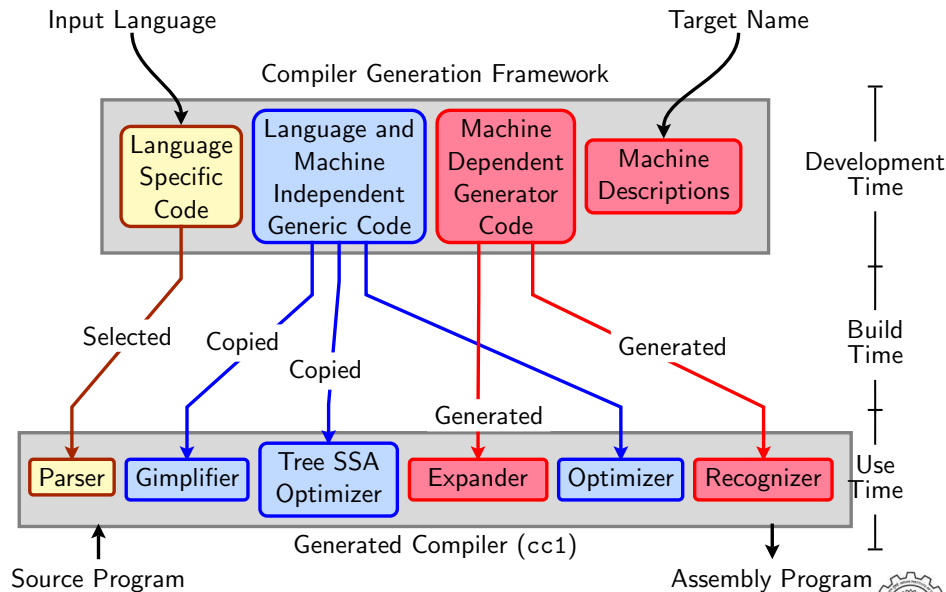 Input Language
Target Name
Compiler Generation Framework
Language
Specific
Code
Language and
Machine
Independent
Generic Code
Machine
Dependent
Generator
Code
Machine
Descriptions
Development
Time
Selected
Copied
Copied
Generated
Generated
Build
Time
Parser
Gimplifier
Tree SSA
Optimizer
Expander
Optimizer
Recognizer
Use
Time
Generated Compiler (cc1)
Source Program
Assembly Program